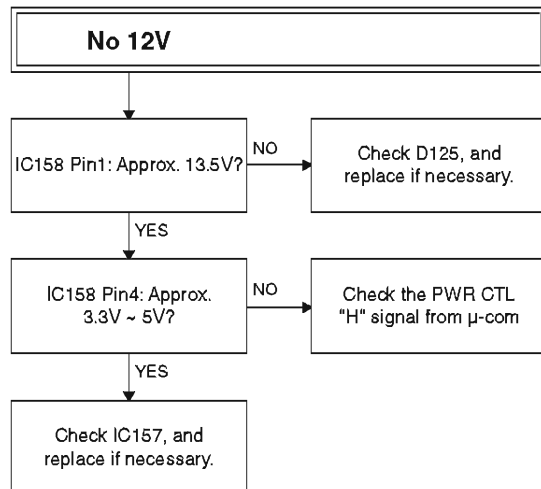 No 12V
IC158 Pin1: Approx. 13.5V?
NO
Check D125, and
replace if necessary.
YES
IC158 Pin4: Approx.
3.3V ~ 5V?
NO
Check the PWR CTL
"H" signal from µ-com
YES
Check IC157, and
replace if necessary.